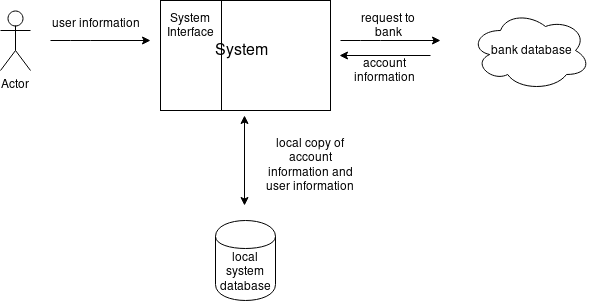 user information
System
Interface
System
request to
bank
account
information
bank database
Actor
local copy of
account
information and
user information
local
system
database